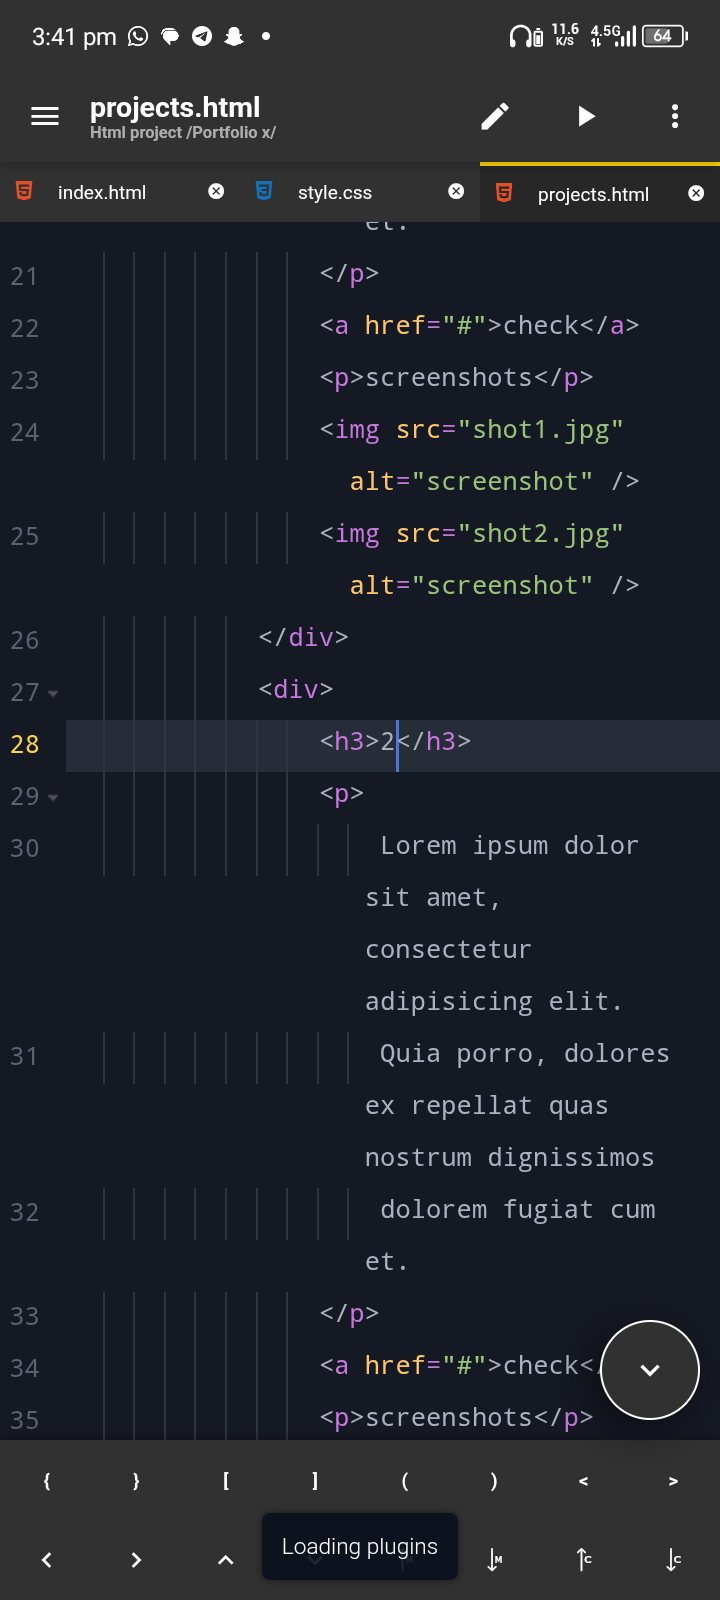 3:41 pm 11.6 K/S 4.5G 64
projects.html
Html project /Portfolio x/
index.html style.css projects.html
et.
21 </p>
22 <a href="#">check</a>
23 <p>screenshots</p>
24 <img src="shot1.jpg"
alt="screenshot" />
25 <img src="shot2.jpg"
alt="screenshot" />
26 </div>
27 <div>
28 <h3>2</h3>
29 <p>
30 Lorem ipsum dolor
sit amet,
consectetur
adipisicing elit.
31 Quia porro, dolores
ex repellat quas
nostrum dignissimos
32 dolorem fugiat cum
et.
33 </p>
34 <a href="#">check<
35 <p>screenshots</p>
{ } [ ] ( ) < >
Loading plugins
M C C